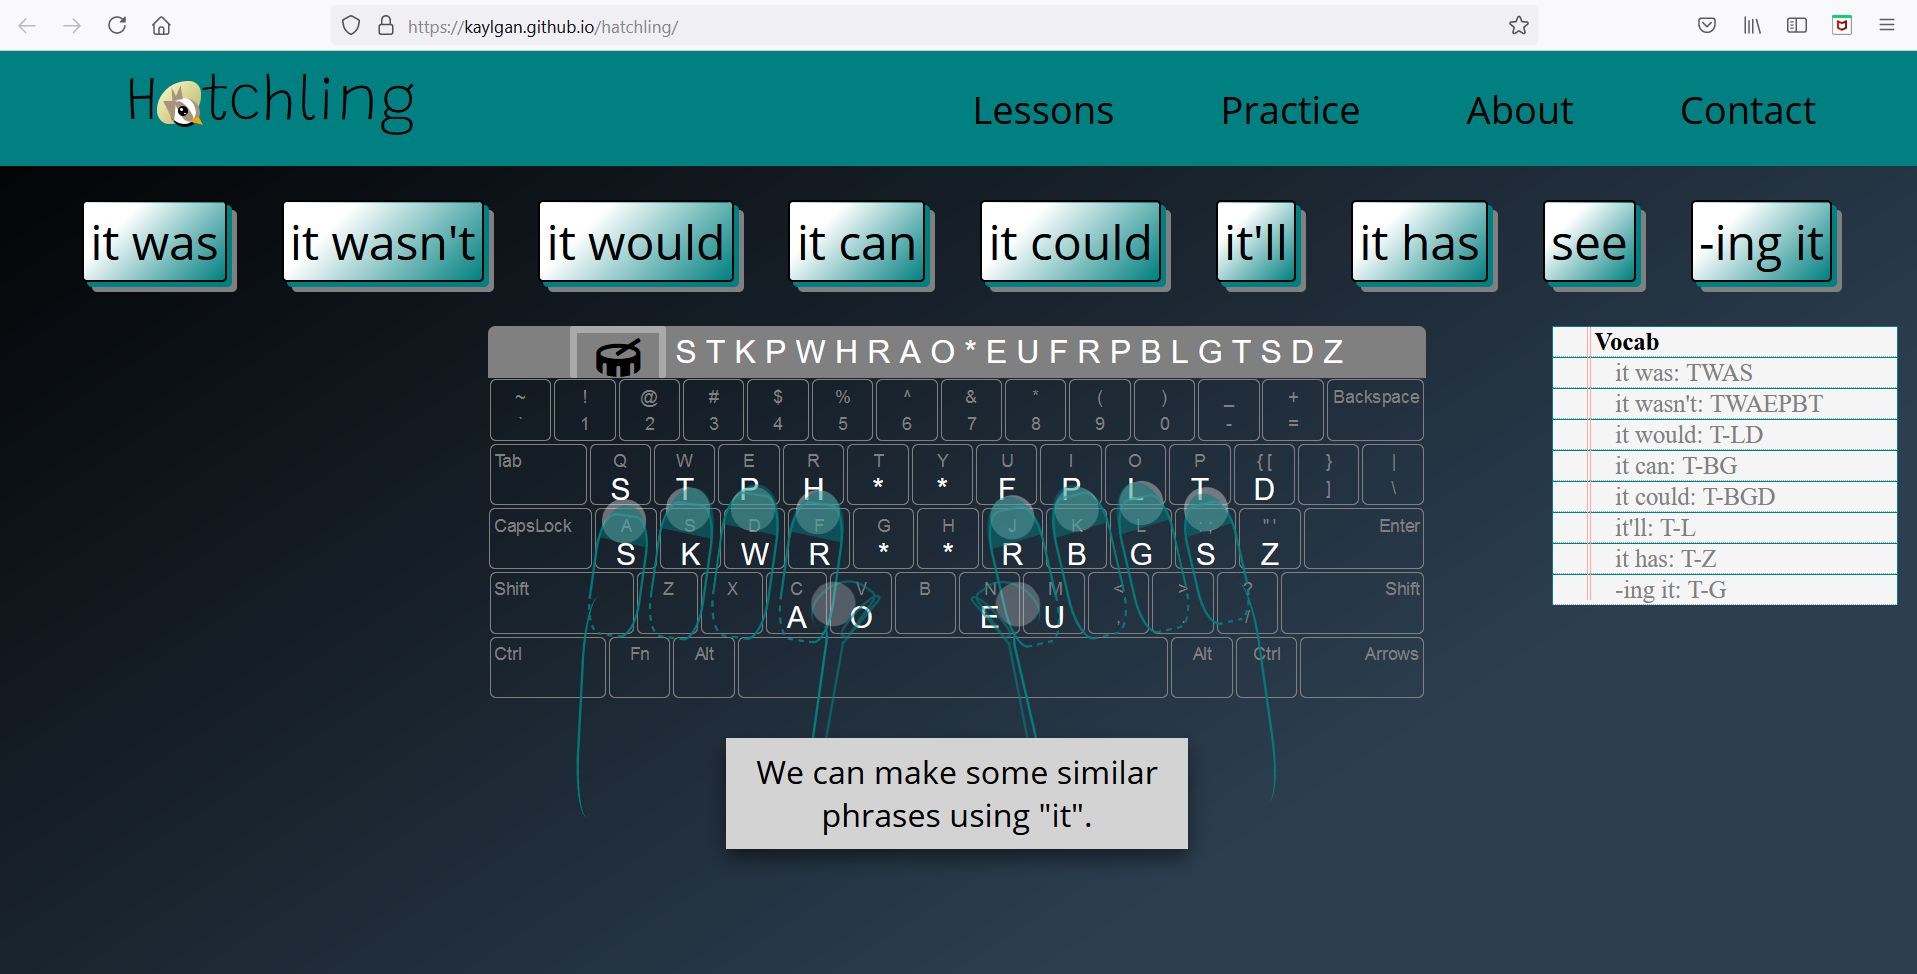 https://kaylgan.github.io/hatchling/
Hatchling
Lessons Practice About Contact
it was it wasn't it would it can it could it'll it has see -ing it
S T K P W H R A O * E U F R P B L G T S D Z
~ ! @ # $ % ^ & * ( ) _ + Backspace
` 1 2 3 4 5 6 7 8 9 0 - =
Tab Q W E R T Y U I O P { [ } |
S T P H * * F P L T D ] \
CapsLock A S D F G H J K L : ; " ' Enter
S K W R * * R B G S Z
Shift Z X C V B N M < > ? Shift
A O E U , . /
Ctrl Fn Alt Alt Ctrl Arrows
We can make some similar
phrases using "it".
Vocab
it was: TWAS
it wasn't: TWAEPBT
it would: T-LD
it can: T-BG
it could: T-BGD
it'll: T-L
it has: T-Z
-ing it: T-G